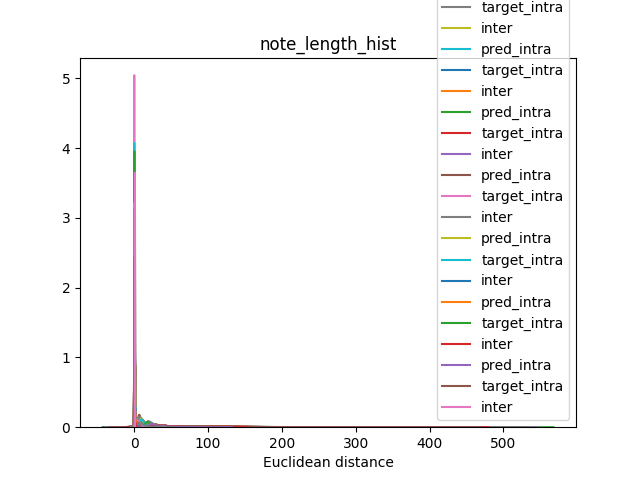 note_length_hist
target_intra
inter
pred_intra
target_intra
inter
pred_intra
target_intra
inter
pred_intra
target_intra
inter
pred_intra
target_intra
inter
pred_intra
target_intra
inter
pred_intra
target_intra
inter
5
4
3
2
1
0
0 100 200 300 400 500
Euclidean distance